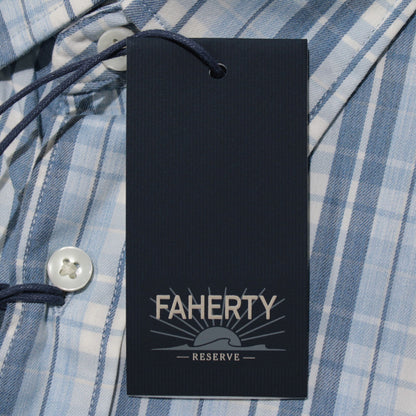 FAHERTY
— RESERVE —